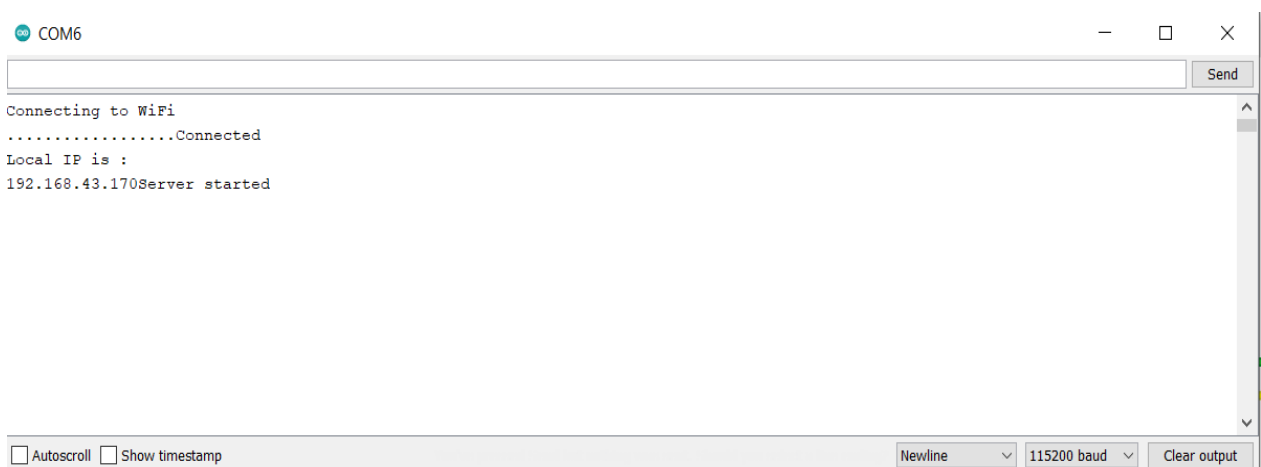 COM6
Send
Connecting to WiFi
..................Connected
Local IP is :
192.168.43.170Server started
Autoscroll Show timestamp Newline 115200 baud Clear output